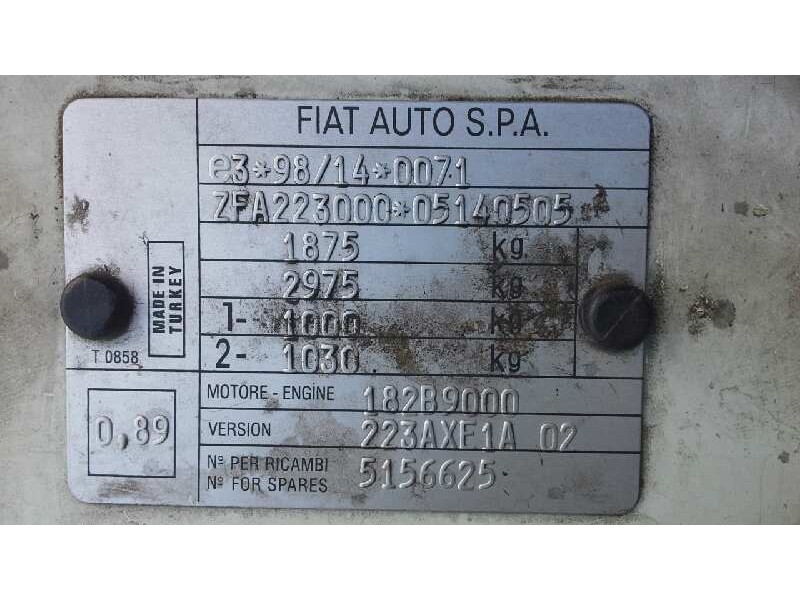 FIAT AUTO S.P.A.
e3*98/14*0071
ZFA223000*05140505
1875 kg
2975 kg
1- 1000 kg
2- 1030 kg
MADE IN
TURKEY
T 0858
MOTORE - ENGINE 182B9000
0,89
VERSION 223AXE1A 02
Nº PER RICAMBI
Nº FOR SPARES 5156625